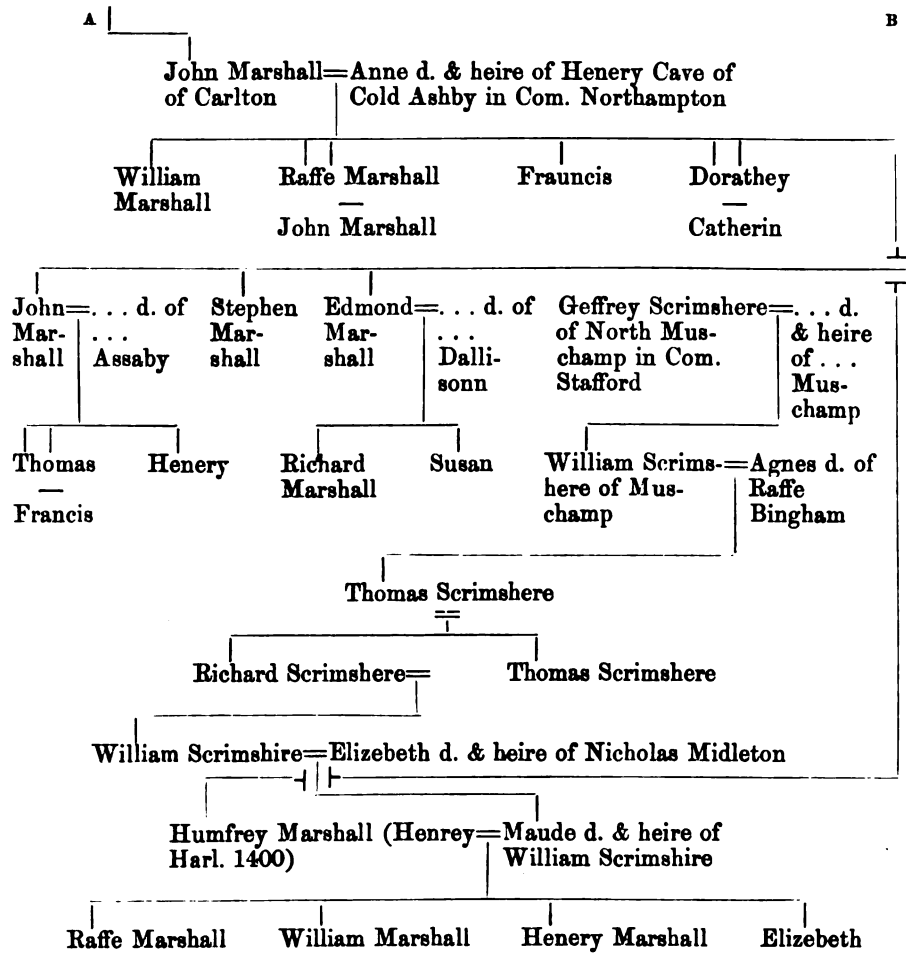 A B
John Marshall=Anne d. & heire of Henery Cave of
of Carlton Cold Ashby in Com. Northampton
William Raffe Marshall Frauncis Dorathey
Marshall — —
John Marshall Catherin
John=. . . d. of Stephen Edmond=. . . d. of Geffrey Scrimshere=. . . d.
Mar- . . . Mar- Mar- . . . of North Mus- & heire
shall Assaby shall shall Dalli- champ in Com. of . . .
sonn Stafford Mus-
champ
Thomas Henery Richard Susan William Scrims-=Agnes d. of
— Marshall here of Mus- Raffe
Francis champ Bingham
Thomas Scrimshere
=
Richard Scrimshere= Thomas Scrimshere
William Scrimshire=Elizebeth d. & heire of Nicholas Midleton
Humfrey Marshall (Henrey=Maude d. & heire of
Harl. 1400) William Scrimshire
Raffe Marshall William Marshall Henery Marshall Elizebeth